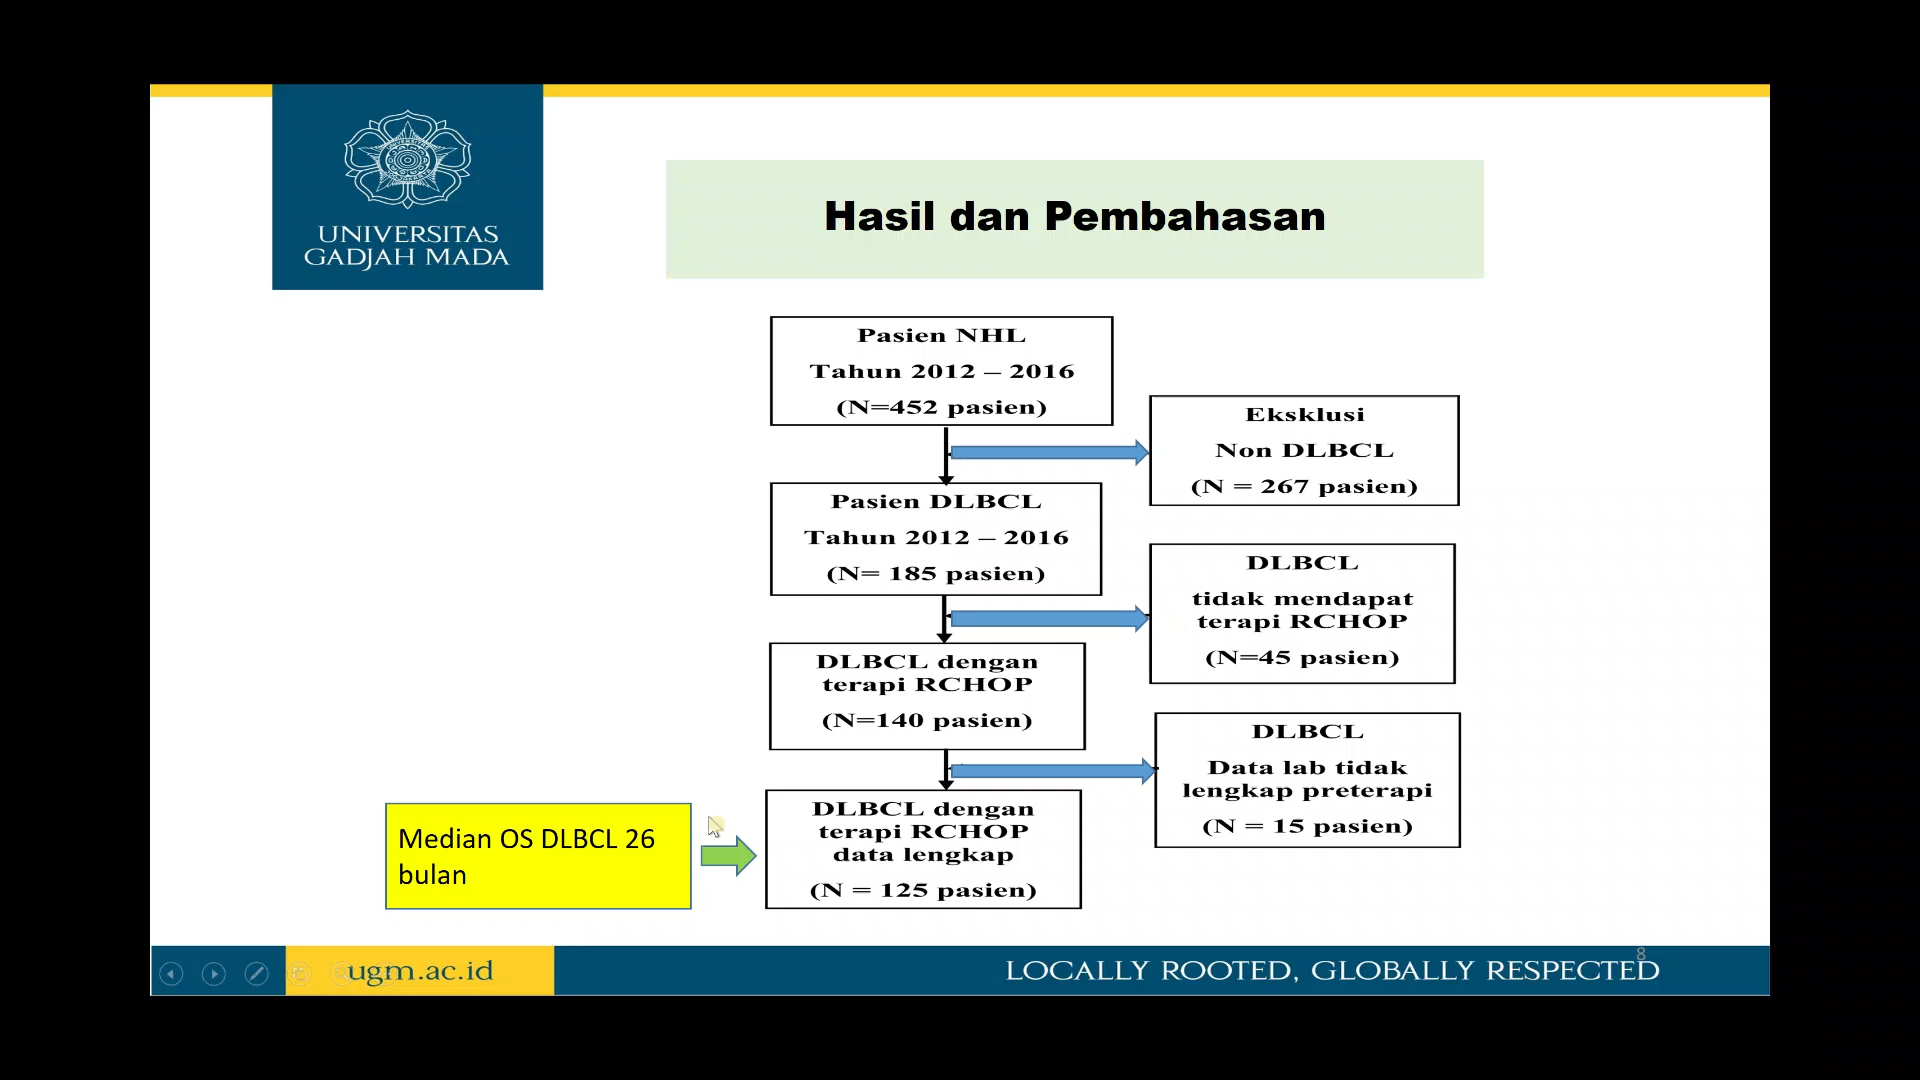 UNIVERSITAS
GADJAH MADA
Hasil dan Pembahasan
Pasien NHL
Tahun 2012 – 2016
(N=452 pasien)
Eksklusi
Non DLBCL
(N = 267 pasien)
Pasien DLBCL
Tahun 2012 – 2016
(N= 185 pasien)
DLBCL
tidak mendapat
terapi RCHOP
(N=45 pasien)
DLBCL dengan
terapi RCHOP
(N=140 pasien)
DLBCL
Data lab tidak
lengkap preterapi
(N = 15 pasien)
Median OS DLBCL 26
bulan
DLBCL dengan
terapi RCHOP
data lengkap
(N = 125 pasien)
8
ugm.ac.id
LOCALLY ROOTED, GLOBALLY RESPECTED